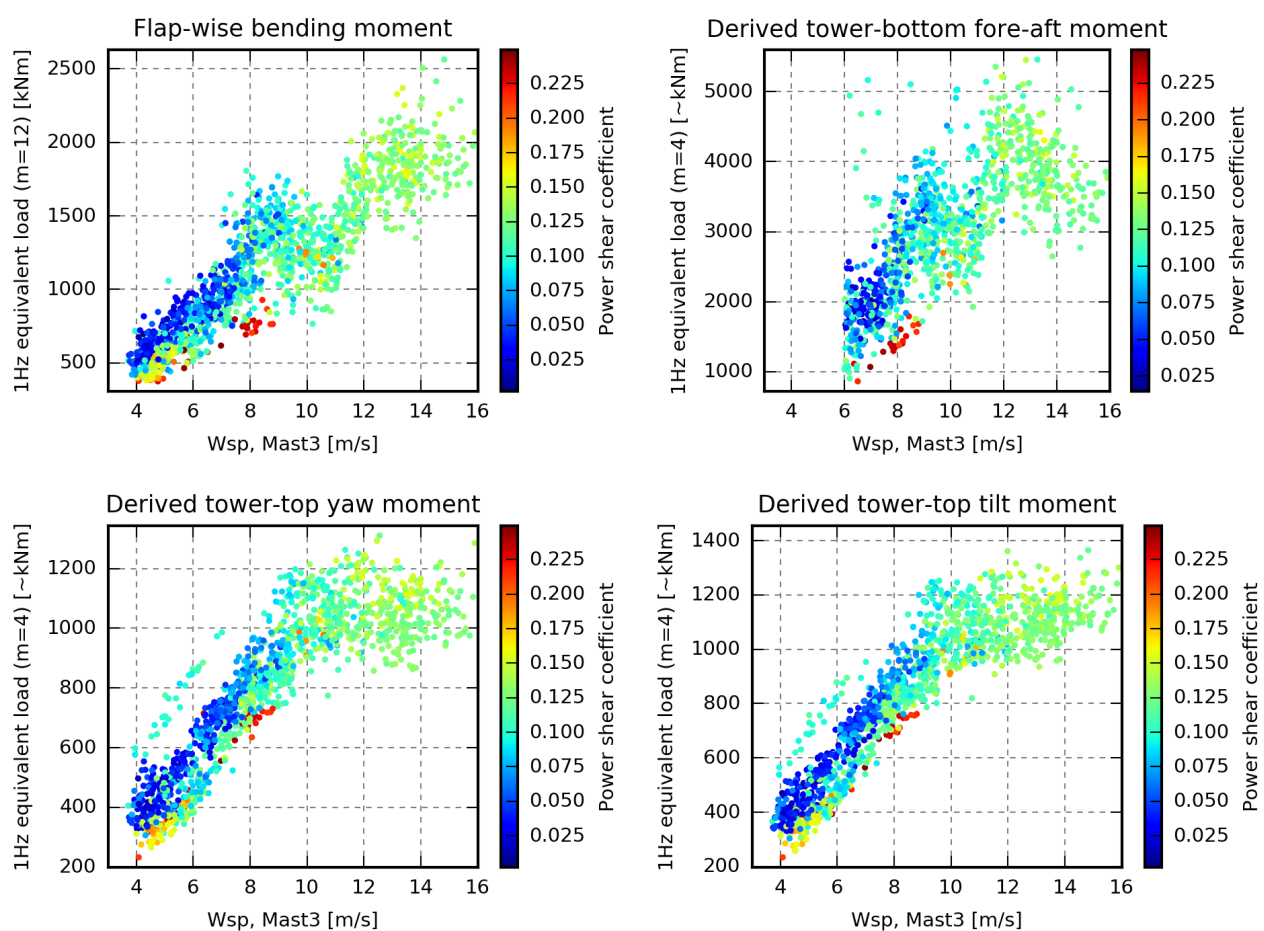 Flap-wise bending moment
1Hz equivalent load (m=12) [kNm]
2500
2000
1500
1000
500
4 6 8 10 12 14 16
Wsp, Mast3 [m/s]
0.225
0.200
0.175
0.150
0.125
0.100
0.075
0.050
0.025
Power shear coefficient
Derived tower-bottom fore-aft moment
1Hz equivalent load (m=4) [~kNm]
5000
4000
3000
2000
1000
4 6 8 10 12 14 16
Wsp, Mast3 [m/s]
0.225
0.200
0.175
0.150
0.125
0.100
0.075
0.050
0.025
Power shear coefficient
Derived tower-top yaw moment
1Hz equivalent load (m=4) [~kNm]
1200
1000
800
600
400
200
4 6 8 10 12 14 16
Wsp, Mast3 [m/s]
0.225
0.200
0.175
0.150
0.125
0.100
0.075
0.050
0.025
Power shear coefficient
Derived tower-top tilt moment
1Hz equivalent load (m=4) [~kNm]
1400
1200
1000
800
600
400
200
4 6 8 10 12 14 16
Wsp, Mast3 [m/s]
0.225
0.200
0.175
0.150
0.125
0.100
0.075
0.050
0.025
Power shear coefficient